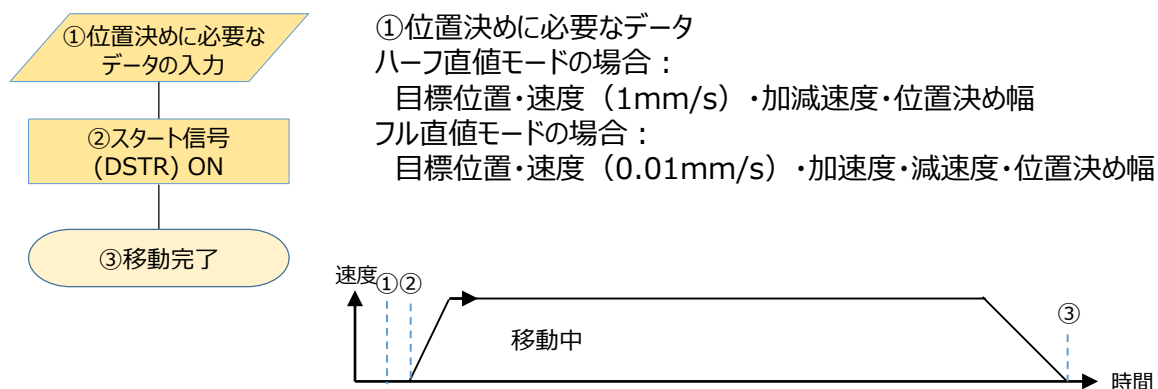 ①位置決めに必要な
データの入力
②スタート信号
(DSTR) ON
③移動完了
①位置決めに必要なデータ
ハーフ直値モードの場合：
目標位置・速度（1mm/s）・加減速度・位置決め幅
フル直値モードの場合：
目標位置・速度（0.01mm/s）・加速度・減速度・位置決め幅
速度
①②
③
移動中
時間